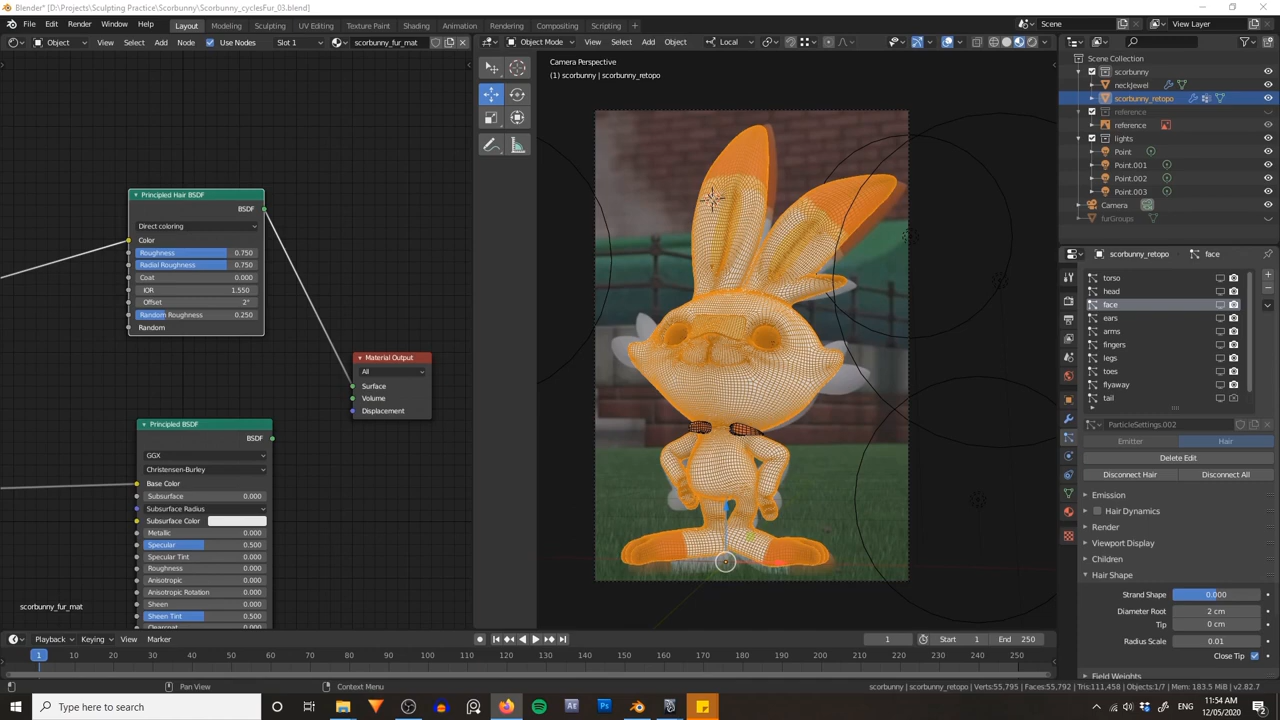 Blender* [D:\Projects\Sculpting Practice\Scorbunny\Scorbunny_cyclesFur_03.blend]
File Edit Render Window Help Layout Modeling Sculpting UV Editing Texture Paint Shading Animation Rendering Compositing Scripting + Scene View Layer
Object View Select Add Node Use Nodes Slot 1 scorbunny_fur_mat
Object Mode View Select Add Object Local
Camera Perspective
(1) scorbunny | scorbunny_retopo
Scene Collection
scorbunny
neckJewel
scorbunny_retopo
reference
reference
lights
Point
Point.001
Point.002
Point.003
Camera
furGroups
Principled Hair BSDF
BSDF
Direct coloring
Color
Roughness 0.750
Radial Roughness 0.750
Coat 0.000
IOR 1.550
Offset 2°
Random Roughness 0.250
Random
Material Output
All
Surface
Volume
Displacement
Principled BSDF
BSDF
GGX
Christensen-Burley
Base Color
Subsurface 0.000
Subsurface Radius
Subsurface Color
Metallic 0.000
Specular 0.500
Specular Tint 0.000
Roughness 0.000
Anisotropic 0.000
Anisotropic Rotation 0.000
Sheen 0.000
Sheen Tint 0.500
scorbunny_fur_mat
scorbunny_retopo face
torso
head
face
ears
arms
fingers
legs
toes
flyaway
tail
ParticleSettings.002
Emitter Hair
Delete Edit
Disconnect Hair Disconnect All
Emission
Hair Dynamics
Render
Viewport Display
Children
Hair Shape
Strand Shape 0.000
Diameter Root 2 cm
Tip 0 cm
Radius Scale 0.01
Close Tip
Field Weights
Playback Keying View Marker 1 Start 1 End 250
1 10 20 30 40 50 60 70 80 90 100 110 120 130 140 150 160 170 180 190 200 210 220 230 240 250
Pan View Context Menu scorbunny | scorbunny_retopo | Verts:55,795 | Faces:55,792 | Tris:111,458 | Objects:1/7 | Mem: 183.5 MiB | v2.82.7
Type here to search
11:54 AM
12/05/2020